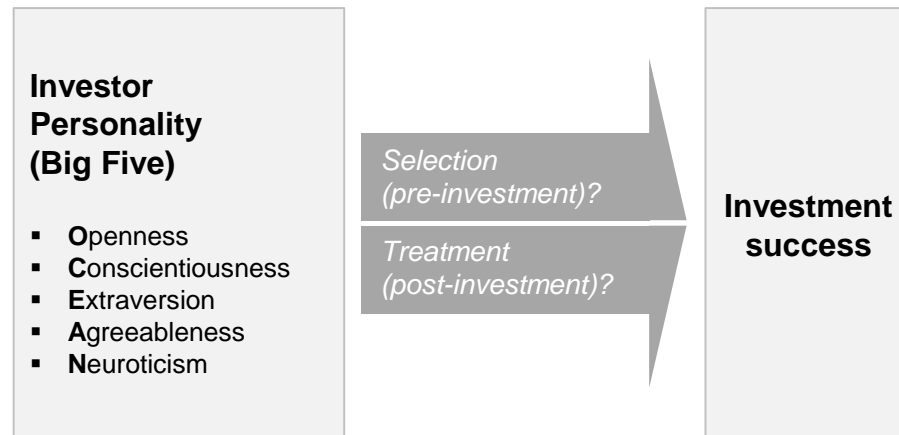 Investor
Personality
(Big Five)
▪ Openness
▪ Conscientiousness
▪ Extraversion
▪ Agreeableness
▪ Neuroticism
Selection
(pre-investment)?
Treatment
(post-investment)?
Investment
success